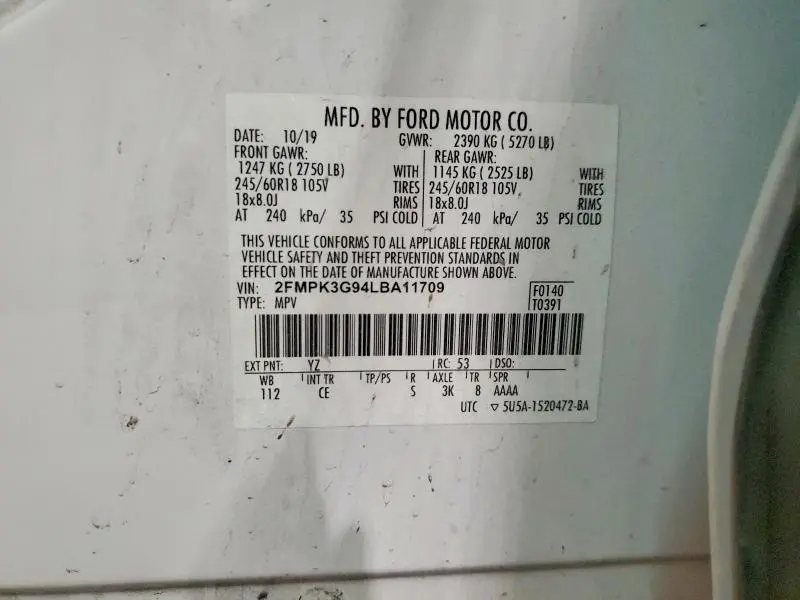 MFD. BY FORD MOTOR CO.
DATE: 10/19 GVWR: 2390 KG ( 5270 LB)
FRONT GAWR: REAR GAWR:
1247 KG ( 2750 LB) WITH 1145 KG ( 2525 LB) WITH
245/60R18 105V TIRES 245/60R18 105V TIRES
18x8.0J RIMS 18x8.0J RIMS
AT 240 kPa/ 35 PSI COLD AT 240 kPa/ 35 PSI COLD
THIS VEHICLE CONFORMS TO ALL APPLICABLE FEDERAL MOTOR
VEHICLE SAFETY AND THEFT PREVENTION STANDARDS IN
EFFECT ON THE DATE OF MANUFACTURE SHOWN ABOVE.
VIN: 2FMPK3G94LBA11709 F0140
TYPE: MPV T0391
EXT PNT: YZ RC: 53 DSO:
WB INT TR TP/PS R AXLE TR SPR
112 CE S 3K 8 AAAA
UTC ▽ 5U5A-1520472-BA